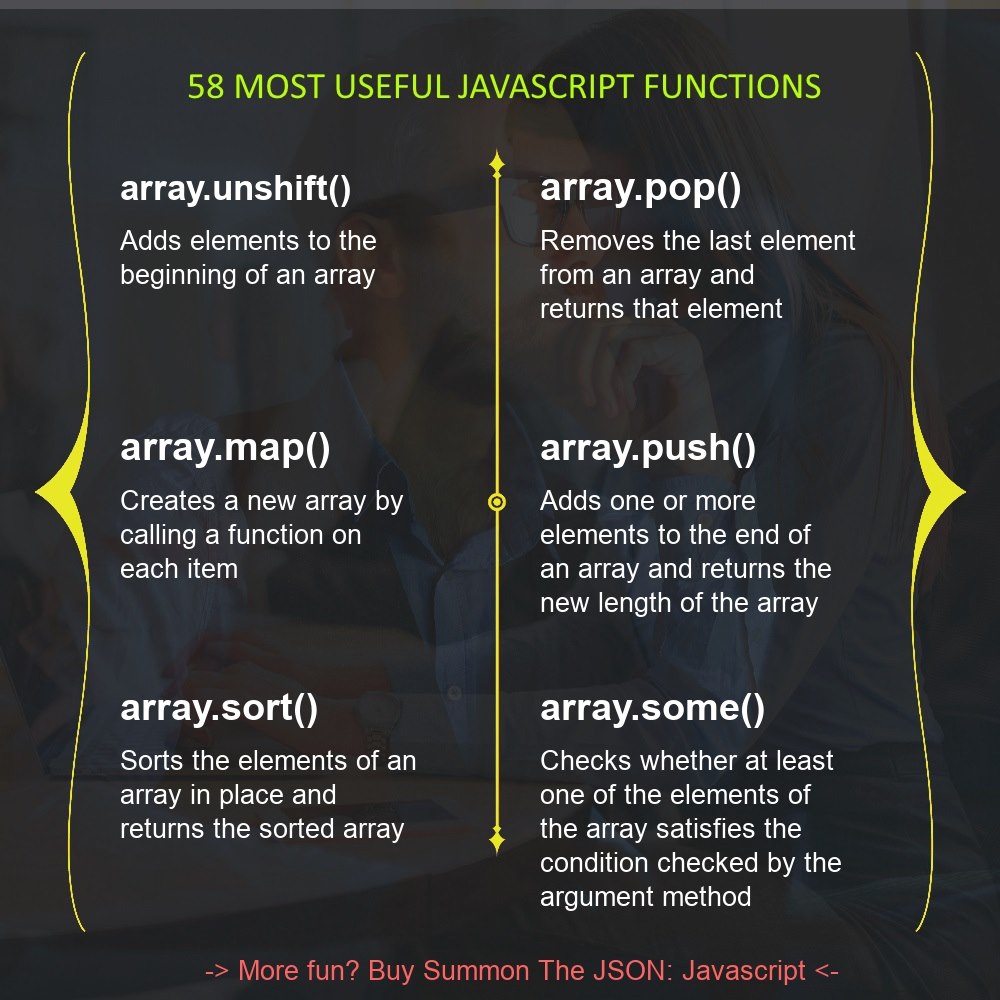 58 MOST USEFUL JAVASCRIPT FUNCTIONS
array.unshift()
Adds elements to the
beginning of an array
array.pop()
Removes the last element
from an array and
returns that element
array.map()
Creates a new array by
calling a function on
each item
array.push()
Adds one or more
elements to the end of
an array and returns the
new length of the array
array.sort()
Sorts the elements of an
array in place and
returns the sorted array
array.some()
Checks whether at least
one of the elements of
the array satisfies the
condition checked by the
argument method
-> More fun? Buy Summon The JSON: Javascript <-